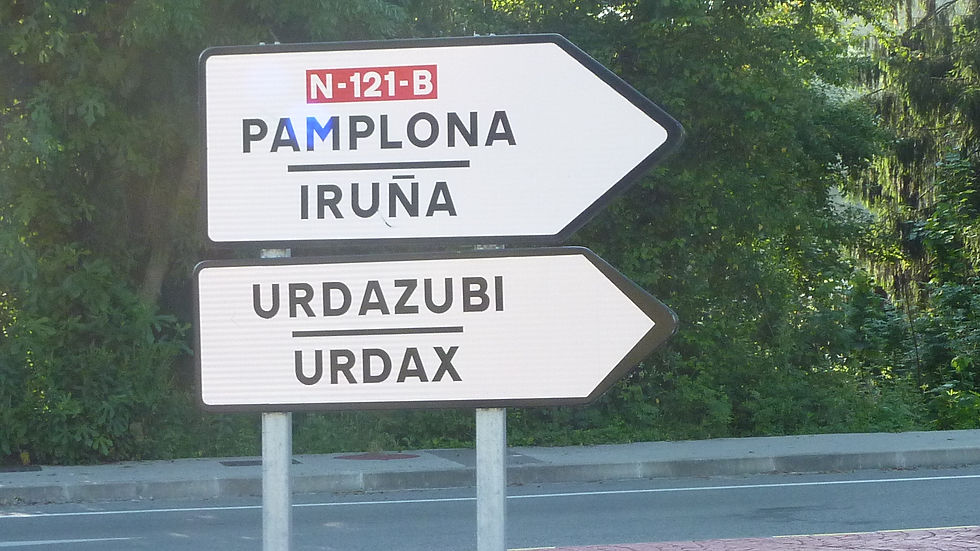 N-121-B
PAMPLONA
IRUÑA
URDAZUBI
URDAX